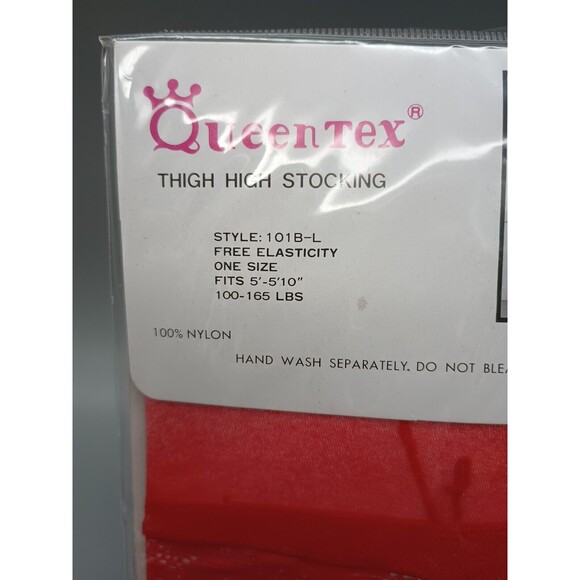 QueenTex®
THIGH HIGH STOCKING
STYLE: 101B-L
FREE ELASTICITY
ONE SIZE
FITS 5'-5'10"
100-165 LBS
100% NYLON
HAND WASH SEPARATELY. DO NOT